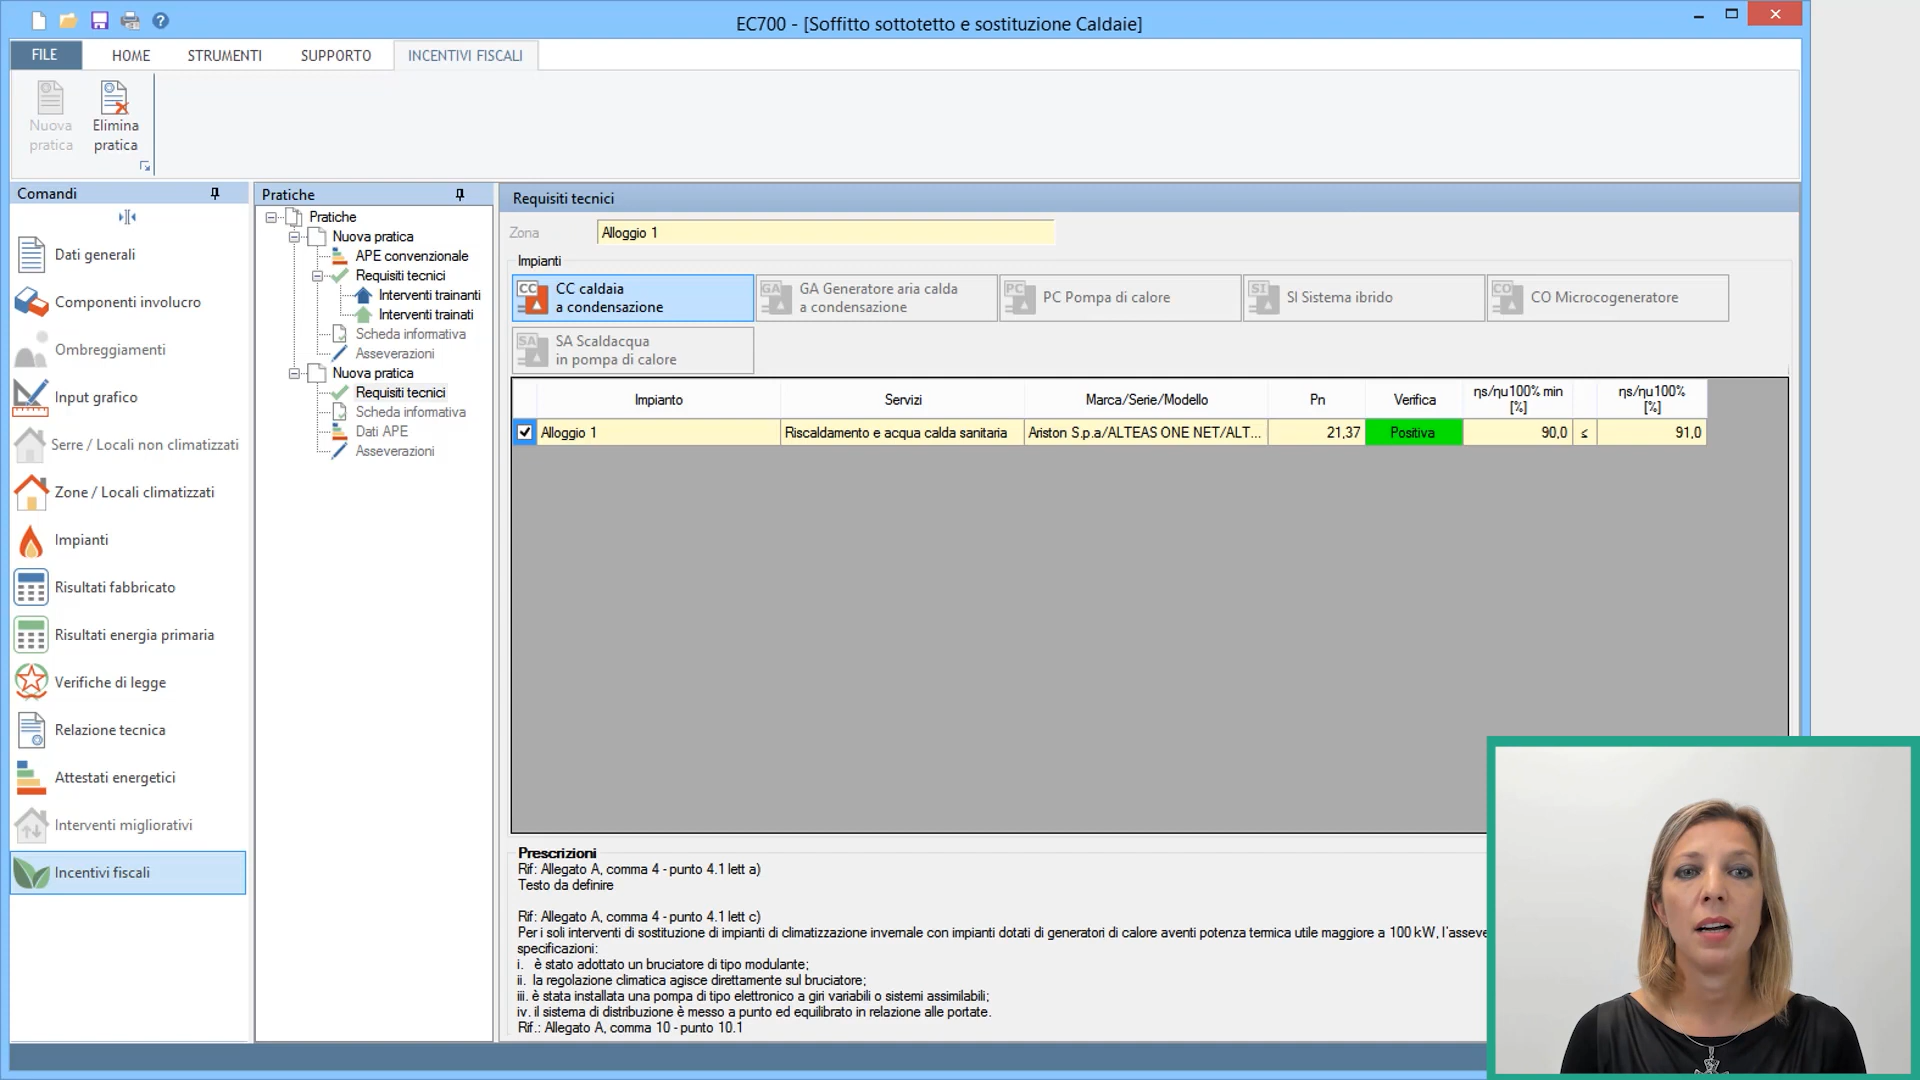 EC700 - [Soffitto sottotetto e sostituzione Caldaie]
FILE
HOME
STRUMENTI
SUPPORTO
INCENTIVI FISCALI
Nuova
pratica
Elimina
pratica
Comandi
Dati generali
Componenti involucro
Ombreggiamenti
Input grafico
Serre / Locali non climatizzati
Zone / Locali climatizzati
Impianti
Risultati fabbricato
Risultati energia primaria
Verifiche di legge
Relazione tecnica
Attestati energetici
Interventi migliorativi
Incentivi fiscali
Pratiche
Pratiche
Nuova pratica
APE convenzionale
Requisiti tecnici
Interventi trainanti
Interventi trainati
Scheda informativa
Asseverazioni
Nuova pratica
Requisiti tecnici
Scheda informativa
Dati APE
Asseverazioni
Requisiti tecnici
Zona
Alloggio 1
Impianti
CC
CC caldaia
a condensazione
GA
GA Generatore aria calda
a condensazione
PC
PC Pompa di calore
SI
SI Sistema ibrido
CO
CO Microcogeneratore
SA
SA Scaldacqua
in pompa di calore
Impianto
Servizi
Marca/Serie/Modello
Pn
Verifica
ηs/ηu100% min
[%]
ηs/ηu100%
[%]
Alloggio 1
Riscaldamento e acqua calda sanitaria
Ariston S.p.a/ALTEAS ONE NET/ALT...
21,37
Positiva
90,0
≤
91,0
Prescrizioni
Rif: Allegato A, comma 4 - punto 4.1 lett a)
Testo da definire
Rif: Allegato A, comma 4 - punto 4.1 lett c)
Per i soli interventi di sostituzione di impianti di climatizzazione invernale con impianti dotati di generatori di calore aventi potenza termica utile maggiore a 100 kW, l'asseve
specificazioni:
i. è stato adottato un bruciatore di tipo modulante;
ii. la regolazione climatica agisce direttamente sul bruciatore;
iii. è stata installata una pompa di tipo elettronico a giri variabili o sistemi assimilabili;
iv. il sistema di distribuzione è messo a punto ed equilibrato in relazione alle portate.
Rif.: Allegato A, comma 10 - punto 10.1